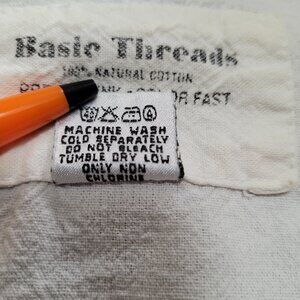 Basic Threads
100% NATURAL COTTON
FAST
MACHINE WASH
COLD SEPARATELY
DO NOT BLEACH
TUMBLE DRY LOW
ONLY NON
CHLORINE